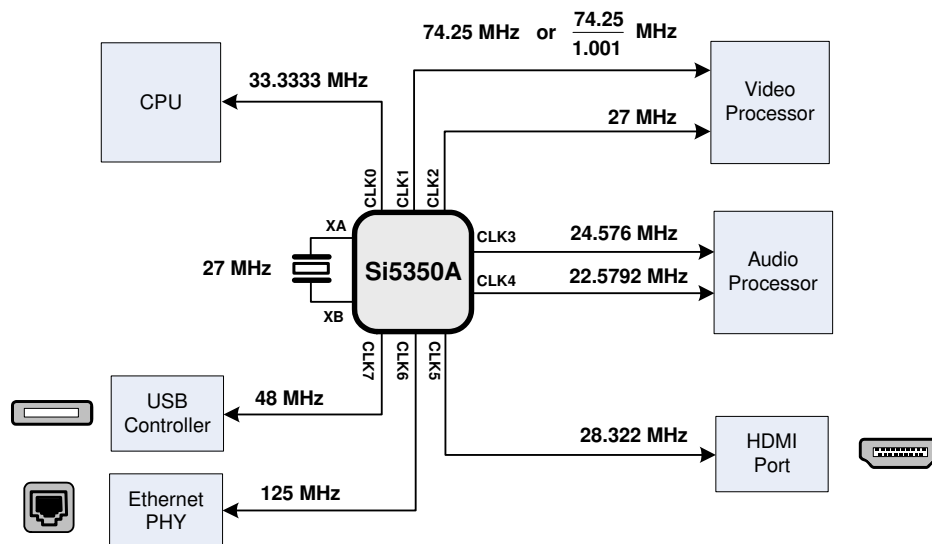 74.25 MHz or 74.25 MHz
1.001
33.3333 MHz
CPU
Video
Processor
27 MHz
CLK0
CLK1
CLK2
XA
CLK3
24.576 MHz
27 MHz
Si5350A
Audio
Processor
CLK4
22.5792 MHz
XB
CLK7
CLK6
CLK5
USB
Controller
48 MHz
28.322 MHz
HDMI
Port
Ethernet
PHY
125 MHz